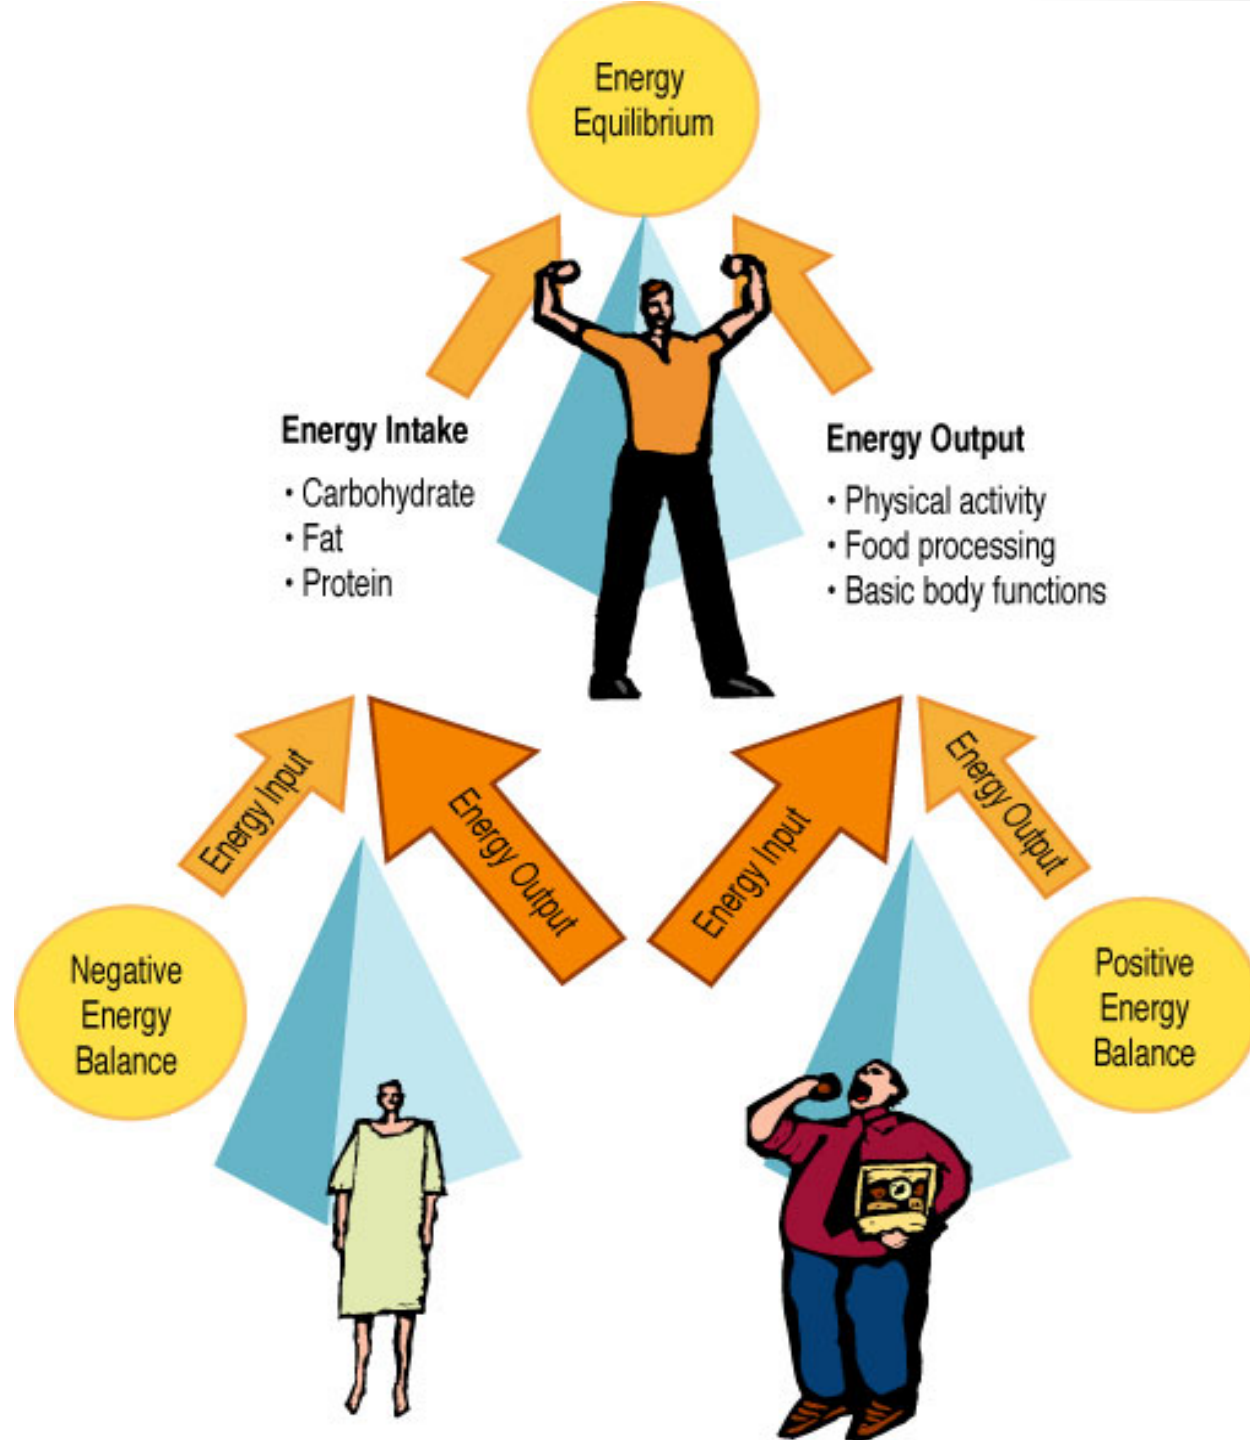 Energy
Equilibrium
Energy Intake
• Carbohydrate
• Fat
• Protein
Energy Output
• Physical activity
• Food processing
• Basic body functions
Energy Input
Energy Output
Energy Input
Energy Output
Negative
Energy
Balance
Positive
Energy
Balance